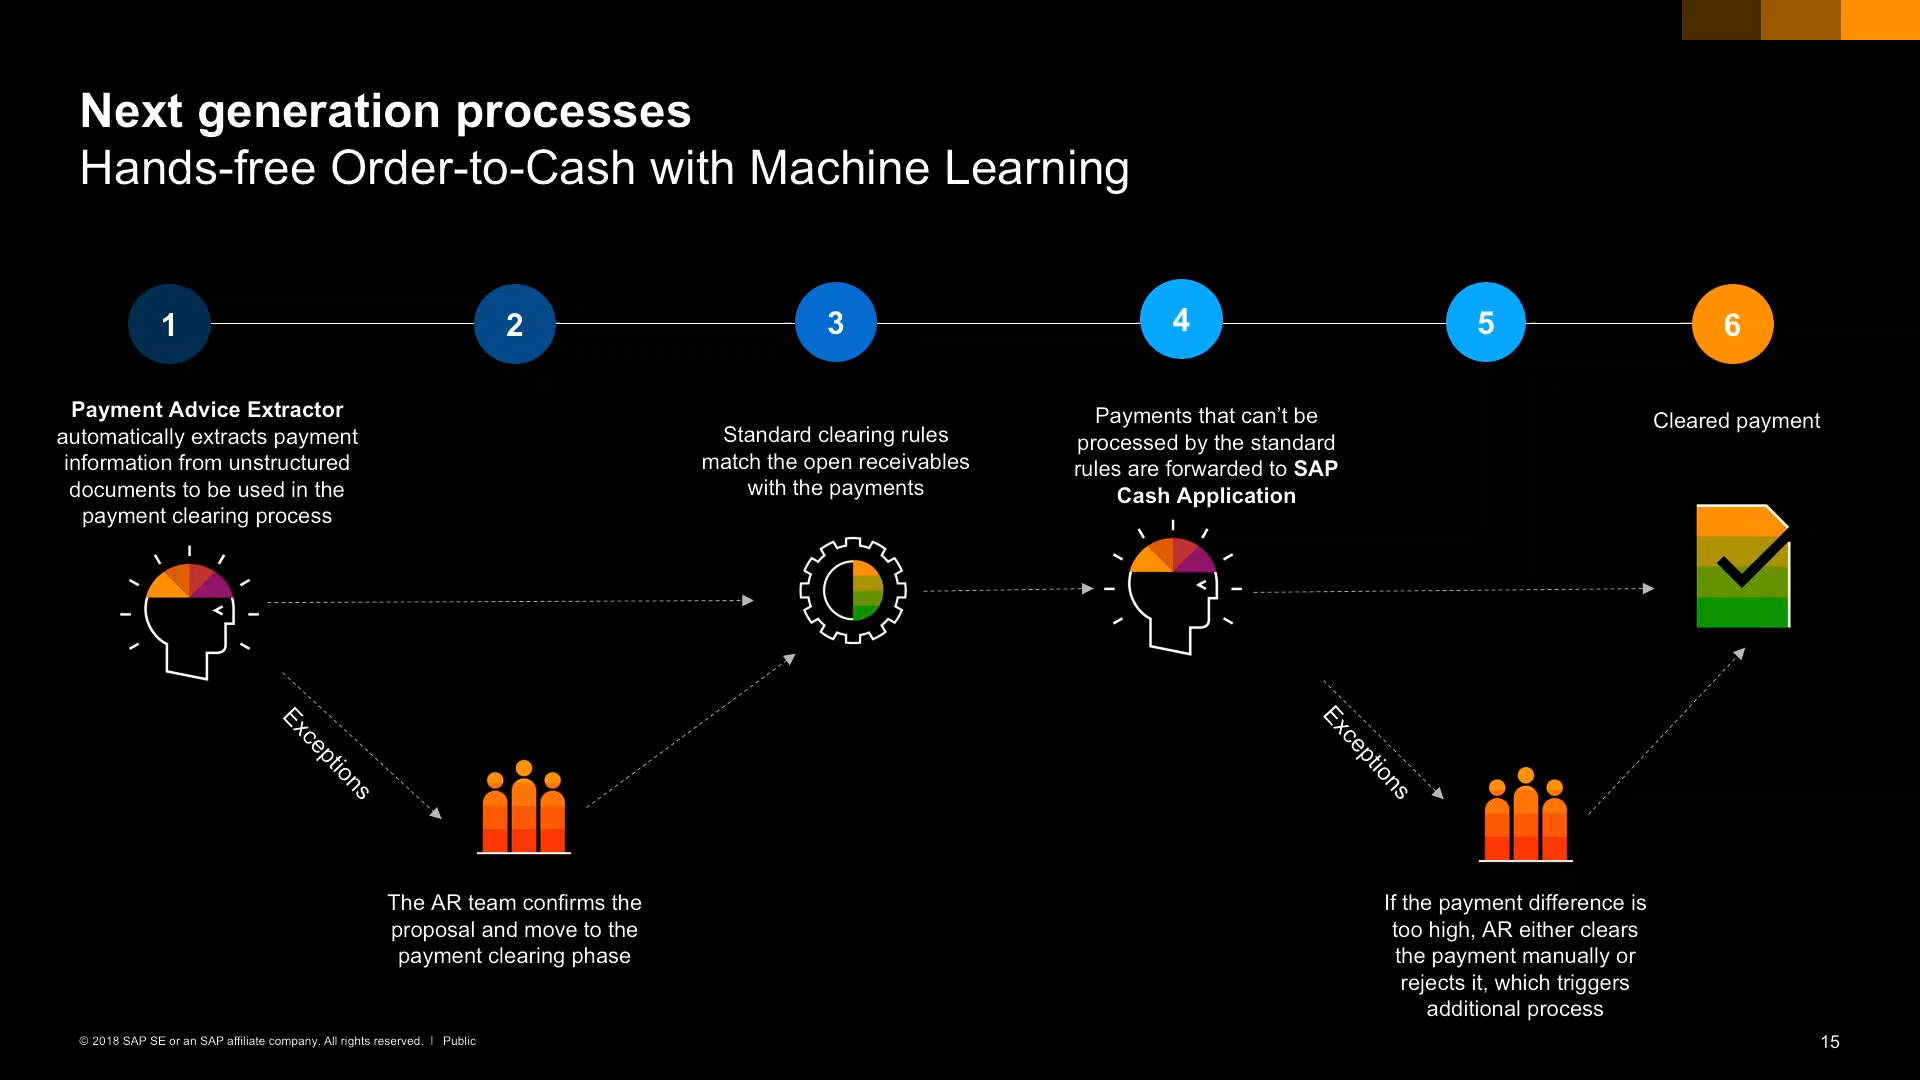 Next generation processes
Hands-free Order-to-Cash with Machine Learning
1
2
3
4
5
6
Payment Advice Extractor
automatically extracts payment
information from unstructured
documents to be used in the
payment clearing process
Standard clearing rules
match the open receivables
with the payments
Payments that can’t be
processed by the standard
rules are forwarded to SAP
Cash Application
Cleared payment
Exceptions
Exceptions
The AR team confirms the
proposal and move to the
payment clearing phase
If the payment difference is
too high, AR either clears
the payment manually or
rejects it, which triggers
additional process
© 2018 SAP SE or an SAP affiliate company. All rights reserved. | Public
15